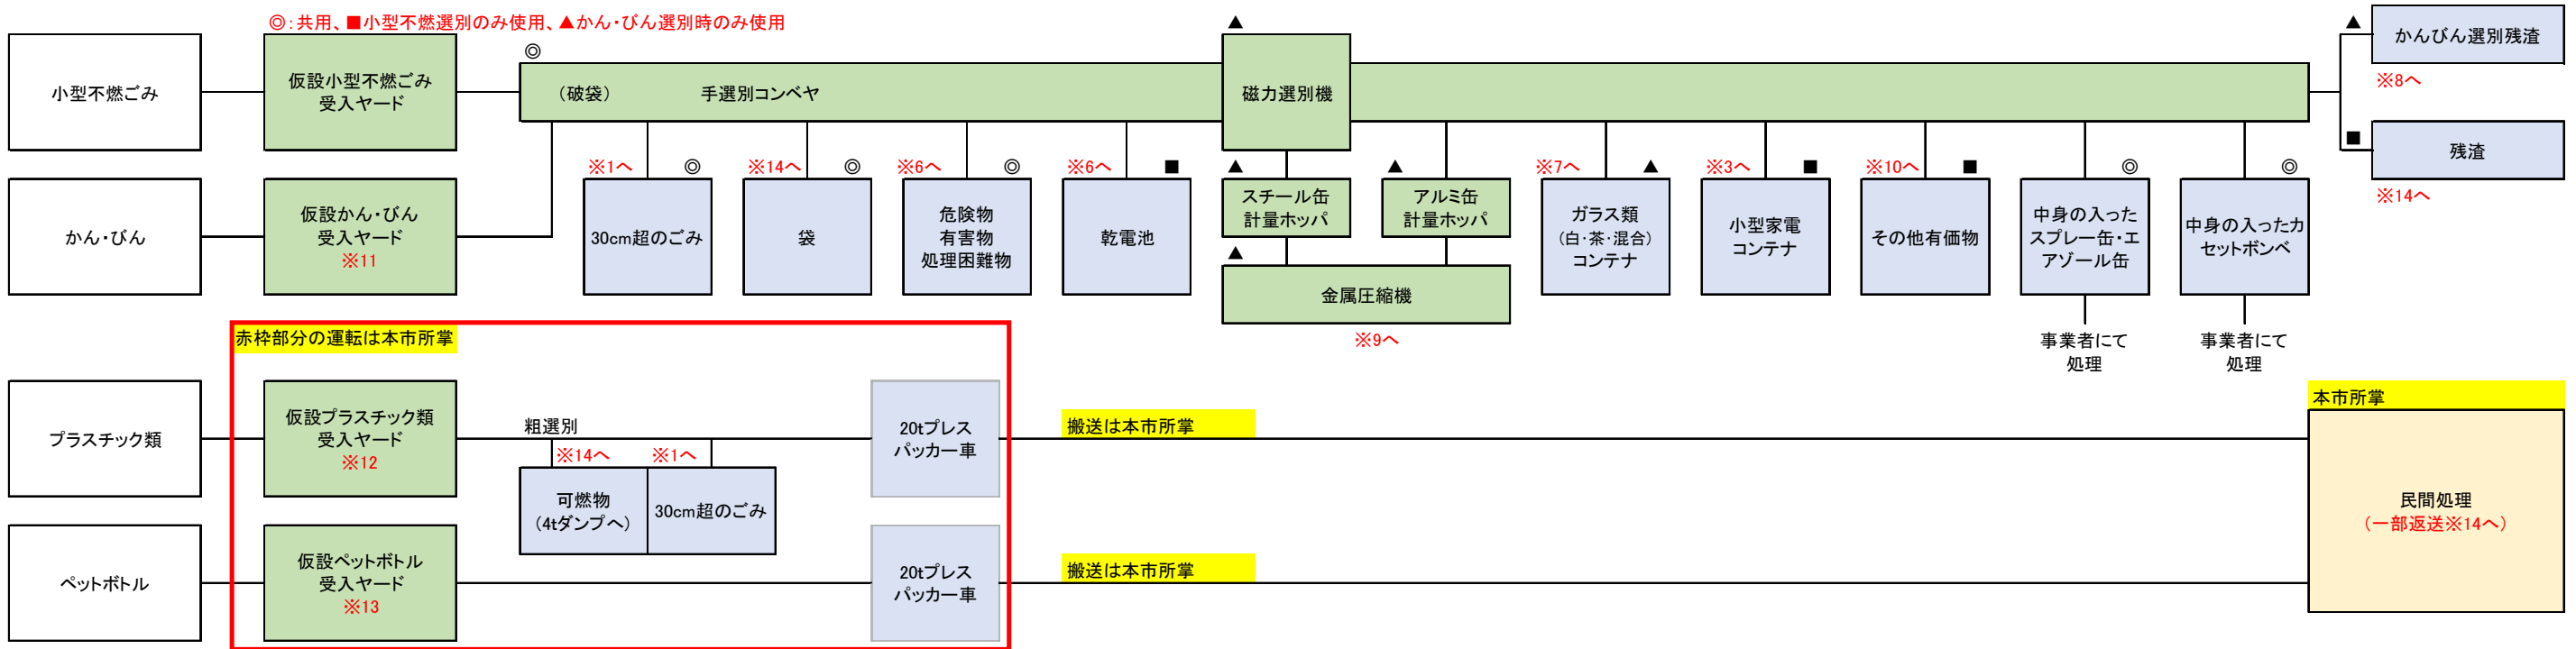 ◎：共用、■小型不燃選別のみ使用、▲かん・びん選別時のみ使用
小型不燃ごみ
仮設小型不燃ごみ
受入ヤード
◎
（破袋）
手選別コンベヤ
▲
磁力選別機
▲
かんびん選別残渣
※8へ
■
残渣
※14へ
かん・びん
仮設かん・びん
受入ヤード
※11
※1へ
◎
30cm超のごみ
※14へ
◎
袋
※6へ
◎
危険物
有害物
処理困難物
※6へ
■
乾電池
▲
スチール缶
計量ホッパ
▲
アルミ缶
計量ホッパ
▲
金属圧縮機
※9へ
※7へ
▲
ガラス類
（白・茶・混合）
コンテナ
※3へ
■
小型家電
コンテナ
※10へ
■
その他有価物
◎
中身の入った
スプレー缶・エ
アゾール缶
事業者にて
処理
◎
中身の入ったカ
セットボンベ
事業者にて
処理
赤枠部分の運転は本市所掌
プラスチック類
仮設プラスチック類
受入ヤード
※12
粗選別
※14へ
可燃物
（4tダンプへ）
※1へ
30cm超のごみ
20tプレス
パッカー車
搬送は本市所掌
本市所掌
民間処理
（一部返送※14へ）
ペットボトル
仮設ペットボトル
受入ヤード
※13
20tプレス
パッカー車
搬送は本市所掌